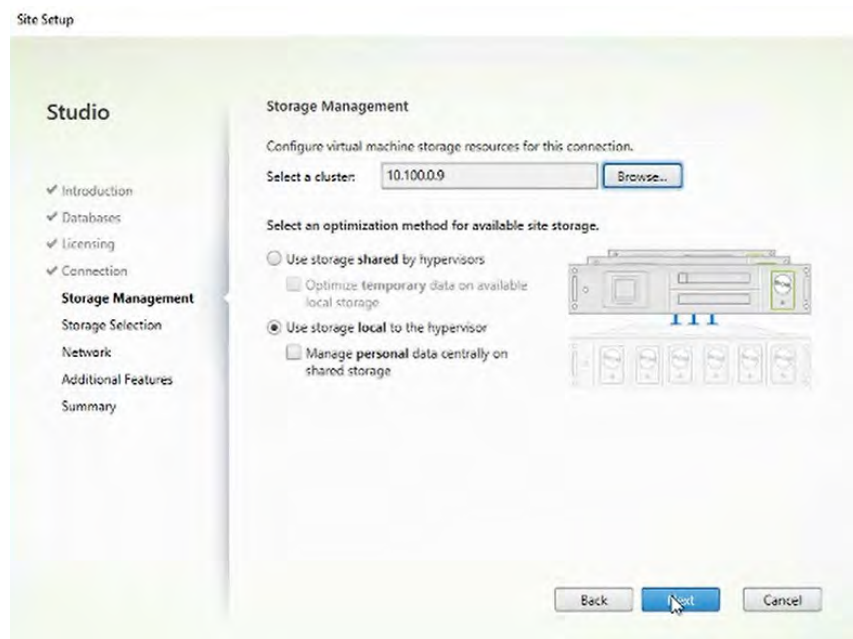 Site Setup
Studio
✔ Introduction
✔ Databases
✔ Licensing
✔ Connection
Storage Management
Storage Selection
Network
Additional Features
Summary
Storage Management
Configure virtual machine storage resources for this connection.
Select a cluster: 10.100.0.9 Browse...
Select an optimization method for available site storage.
Use storage shared by hypervisors
Optimize temporary data on available
local storage
Use storage local to the hypervisor
Manage personal data centrally on
shared storage
Back Next Cancel